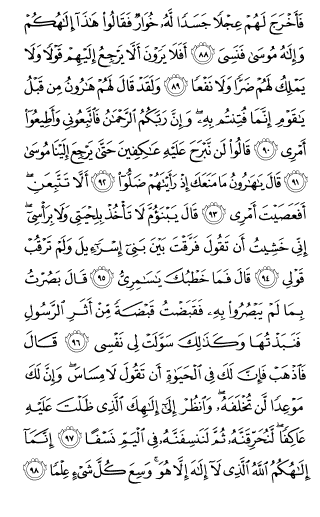 فَأَخْرَجَ لَهُمْ عِجْلًا جَسَدًا لَّهُۥ خُوَارٌ فَقَالُوا۟ هَٰذَآ إِلَٰهُكُمْ
وَإِلَٰهُ مُوسَىٰ فَنَسِىَ ٨٨ أَفَلَا يَرَوْنَ أَلَّا يَرْجِعُ إِلَيْهِمْ قَوْلًا وَلَا
يَمْلِكُ لَهُمْ ضَرًّا وَلَا نَفْعًا ٨٩ وَلَقَدْ قَالَ لَهُمْ هَٰرُونُ مِن قَبْلُ
يَٰقَوْمِ إِنَّمَا فُتِنتُم بِهِۦ وَإِنَّ رَبَّكُمُ ٱلرَّحْمَٰنُ فَٱتَّبِعُونِى وَأَطِيعُوٓا۟
أَمْرِى ٩٠ قَالُوا۟ لَن نَّبْرَحَ عَلَيْهِ عَٰكِفِينَ حَتَّىٰ يَرْجِعَ إِلَيْنَا مُوسَىٰ
٩١ قَالَ يَٰهَٰرُونُ مَا مَنَعَكَ إِذْ رَأَيْتَهُمْ ضَلُّوٓا۟ ٩٢ أَلَّا تَتَّبِعَنِ
أَفَعَصَيْتَ أَمْرِى ٩٣ قَالَ يَبْنَؤُمَّ لَا تَأْخُذْ بِلِحْيَتِى وَلَا بِرَأْسِىٓ
إِنِّى خَشِيتُ أَن تَقُولَ فَرَّقْتَ بَيْنَ بَنِىٓ إِسْرَٰٓءِيلَ وَلَمْ تَرْقُبْ
قَوْلِى ٩٤ قَالَ فَمَا خَطْبُكَ يَٰسَٰمِرِىُّ ٩٥ قَالَ بَصُرْتُ
بِمَا لَمْ يَبْصُرُوا۟ بِهِۦ فَقَبَضْتُ قَبْضَةً مِّنْ أَثَرِ ٱلرَّسُولِ
فَنَبَذْتُهَا وَكَذَٰلِكَ سَوَّلَتْ لِى نَفْسِى ٩٦ قَالَ
فَٱذْهَبْ فَإِنَّ لَكَ فِى ٱلْحَيَوٰةِ أَن تَقُولَ لَا مِسَاسَ وَإِنَّ لَكَ
مَوْعِدًا لَّن تُخْلَفَهُۥ وَٱنظُرْ إِلَىٰٓ إِلَٰهِكَ ٱلَّذِى ظَلْتَ عَلَيْهِ
عَاكِفًا لَّنُحَرِّقَنَّهُۥ ثُمَّ لَنَنسِفَنَّهُۥ فِى ٱلْيَمِّ نَسْفًا ٩٧ إِنَّمَآ
إِلَٰهُكُمُ ٱللَّهُ ٱلَّذِى لَآ إِلَٰهَ إِلَّا هُوَ وَسِعَ كُلَّ شَىْءٍ عِلْمًا ٩٨